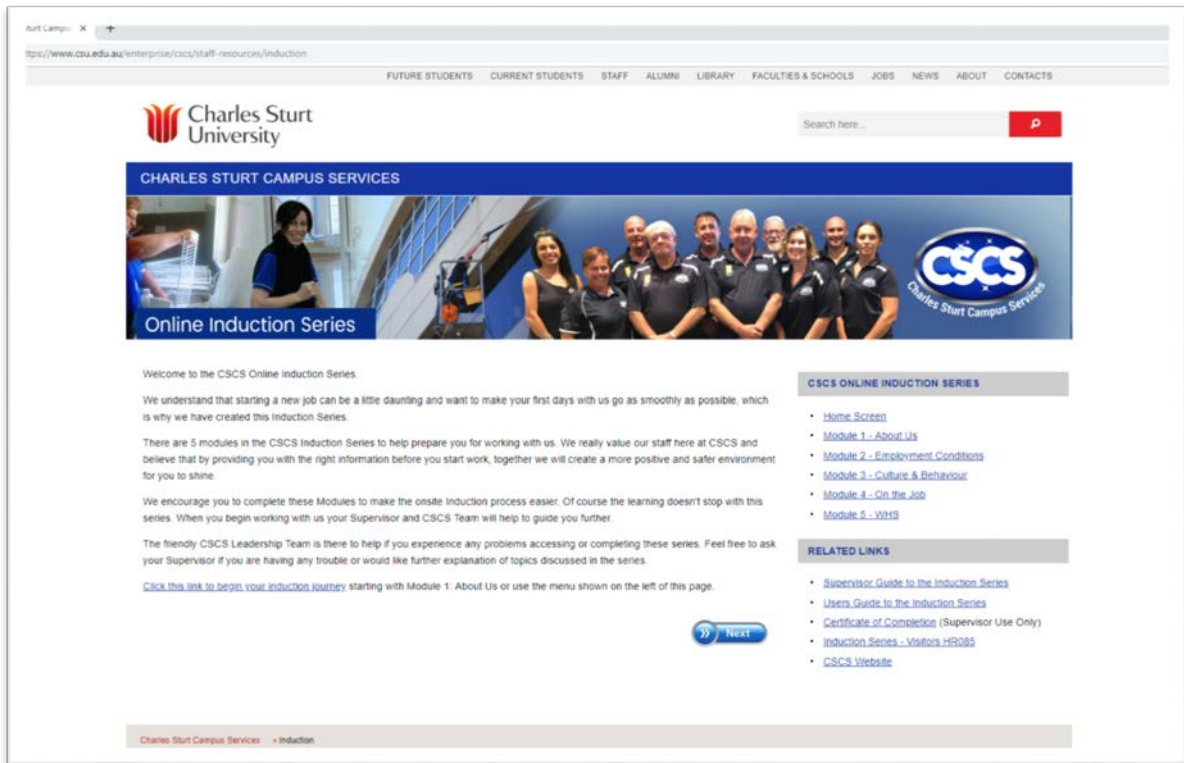 turt Campu
https://www.csu.edu.au/enterprise/cscs/staff-resources/induction
FUTURE STUDENTS CURRENT STUDENTS STAFF ALUMNI LIBRARY FACULTIES & SCHOOLS JOBS NEWS ABOUT CONTACTS
Charles Sturt
University
Search here...
CHARLES STURT CAMPUS SERVICES
CSCS
Charles Sturt Campus Services
Online Induction Series
Welcome to the CSCS Online Induction Series.
We understand that starting a new job can be a little daunting and want to make your first days with us go as smoothly as possible, which
is why we have created this Induction Series.
There are 5 modules in the CSCS Induction Series to help prepare you for working with us. We really value our staff here at CSCS and
believe that by providing you with the right information before you start work, together we will create a more positive and safer environment
for you to shine.
We encourage you to complete these Modules to make the onsite Induction process easier. Of course the learning doesn't stop with this
series. When you begin working with us your Supervisor and CSCS Team will help to guide you further.
The friendly CSCS Leadership Team is there to help if you experience any problems accessing or completing these series. Feel free to ask
your Supervisor if you are having any trouble or would like further explanation of topics discussed in the series.
Click this link to begin your induction journey starting with Module 1: About Us or use the menu shown on the left of this page.
Next
CSCS ONLINE INDUCTION SERIES
• Home Screen
• Module 1 - About Us
• Module 2 - Employment Conditions
• Module 3 - Culture & Behaviour
• Module 4 - On the Job
• Module 5 - WHS
RELATED LINKS
• Supervisor Guide to the Induction Series
• Users Guide to the Induction Series
• Certificate of Completion (Supervisor Use Only)
• Induction Series - Visitors HR085
• CSCS Website
Charles Sturt Campus Services » Induction